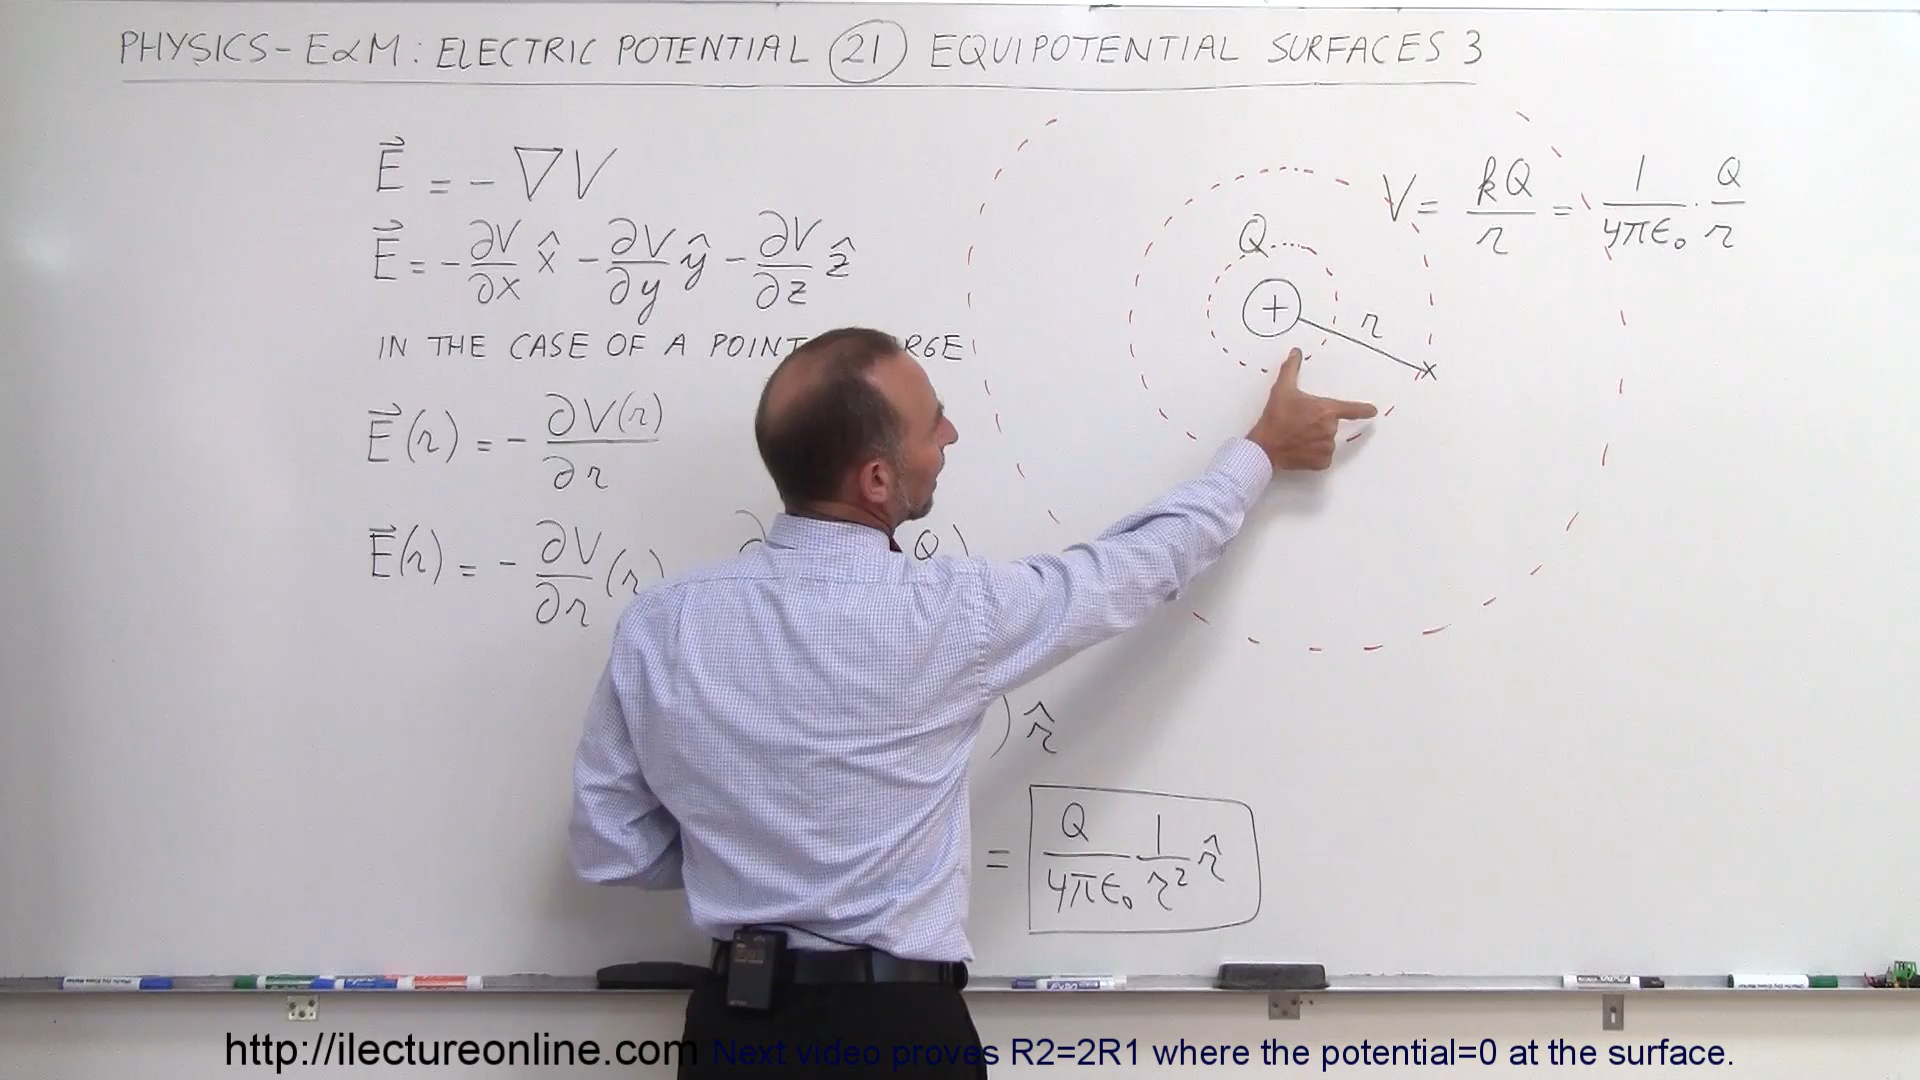 PHYSICS - E&M: ELECTRIC POTENTIAL (21) EQUIPOTENTIAL SURFACES 3
E⃗ = - ∇V
E⃗ = - ∂V/∂x x̂ - ∂V/∂y ŷ - ∂V/∂z ẑ
IN THE CASE OF A POINT
E⃗(r) = - ∂V(r)/∂r
E⃗(r) = - ∂V/∂r (r)
Q )
) r̂
= Q/4πϵ₀ 1/r² r̂
V = kQ/r = 1/4πϵ₀ · Q/r
Q
+
r
x
http://ilectureonline.com Next video proves R2=2R1 where the potential=0 at the surface.